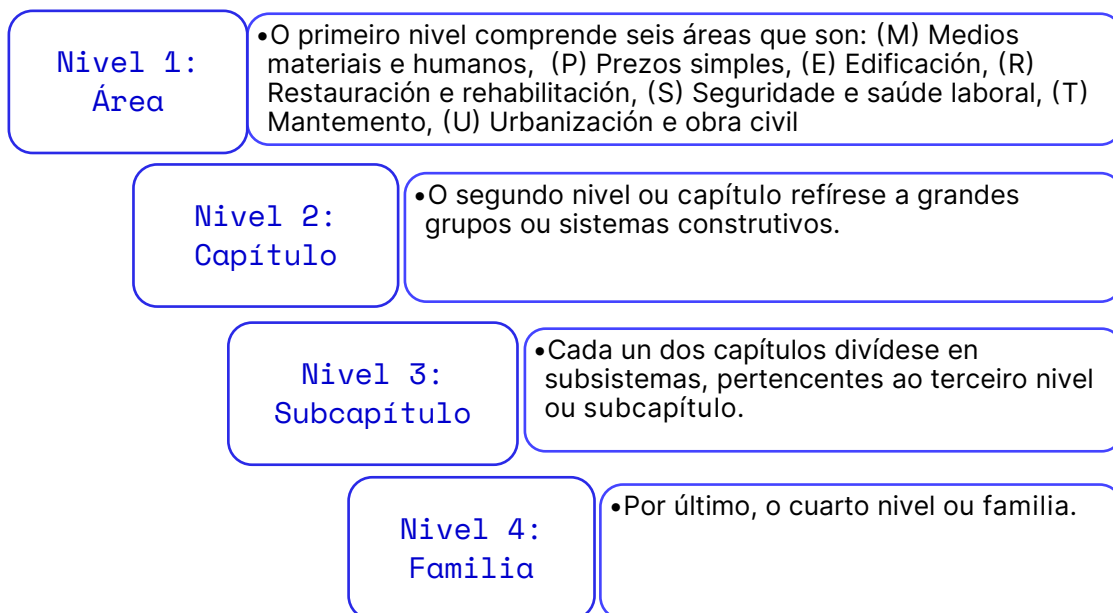 Nivel 1:
Área
•O primeiro nivel comprende seis áreas que son: (M) Medios
materiais e humanos, (P) Prezos simples, (E) Edificación, (R)
Restauración e rehabilitación, (S) Seguridade e saúde laboral, (T)
Mantemento, (U) Urbanización e obra civil
Nivel 2:
Capítulo
•O segundo nivel ou capítulo refírese a grandes
grupos ou sistemas construtivos.
Nivel 3:
Subcapítulo
•Cada un dos capítulos divídese en
subsistemas, pertencentes ao terceiro nivel
ou subcapítulo.
Nivel 4:
Familia
•Por último, o cuarto nivel ou familia.